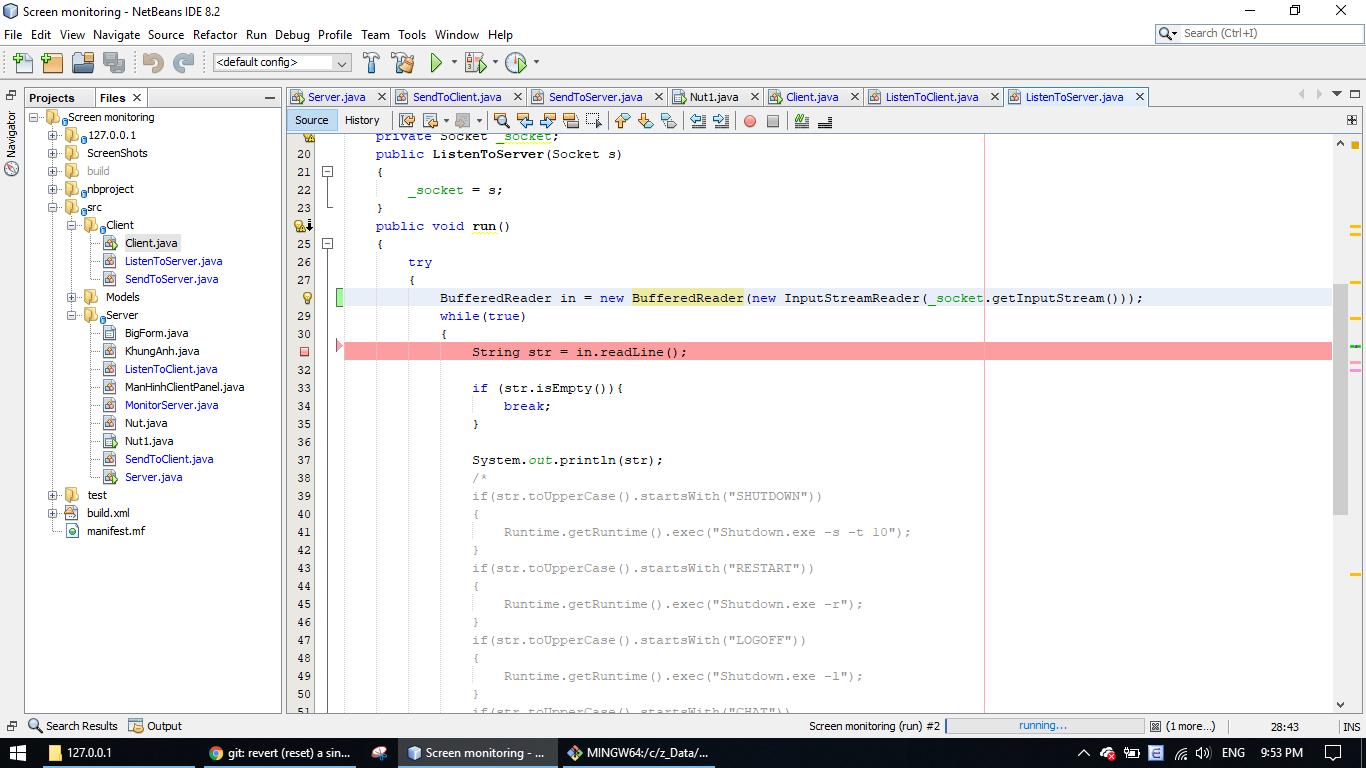 Screen monitoring - NetBeans IDE 8.2
File Edit View Navigate Source Refactor Run Debug Profile Team Tools Window Help
Search (Ctrl+I)
<default config>
Projects
Files
Navigator
Server.java
SendToClient.java
SendToServer.java
Nut1.java
Client.java
ListenToClient.java
ListenToServer.java
Source
History
Screen monitoring
127.0.0.1
ScreenShots
build
nbproject
src
Client
Client.java
ListenToServer.java
SendToServer.java
Models
Server
BigForm.java
KhungAnh.java
ListenToClient.java
ManHinhClientPanel.java
MonitorServer.java
Nut.java
Nut1.java
SendToClient.java
Server.java
test
build.xml
manifest.mf
private Socket _socket;
20 public ListenToServer(Socket s)
21 {
22 _socket = s;
23 }
public void run()
25 {
26 try
27 {
BufferedReader in = new BufferedReader(new InputStreamReader(_socket.getInputStream()));
29 while(true)
30 {
String str = in.readLine();
32
33 if (str.isEmpty()){
34 break;
35 }
36
37 System.out.println(str);
38 /*
39 if(str.toUpperCase().startsWith("SHUTDOWN"))
40 {
41 Runtime.getRuntime().exec("Shutdown.exe -s -t 10");
42 }
43 if(str.toUpperCase().startsWith("RESTART"))
44 {
45 Runtime.getRuntime().exec("Shutdown.exe -r");
46 }
47 if(str.toUpperCase().startsWith("LOGOFF"))
48 {
49 Runtime.getRuntime().exec("Shutdown.exe -l");
50 }
51 if(str.toUpperCase().startsWith("CHAT"))
Search Results
Output
Screen monitoring (run) #2
running...
(1 more...)
28:43
INS
127.0.0.1
git: revert (reset) a sin...
Screen monitoring - ...
MINGW64:/c/z_Data/...
ENG
9:53 PM